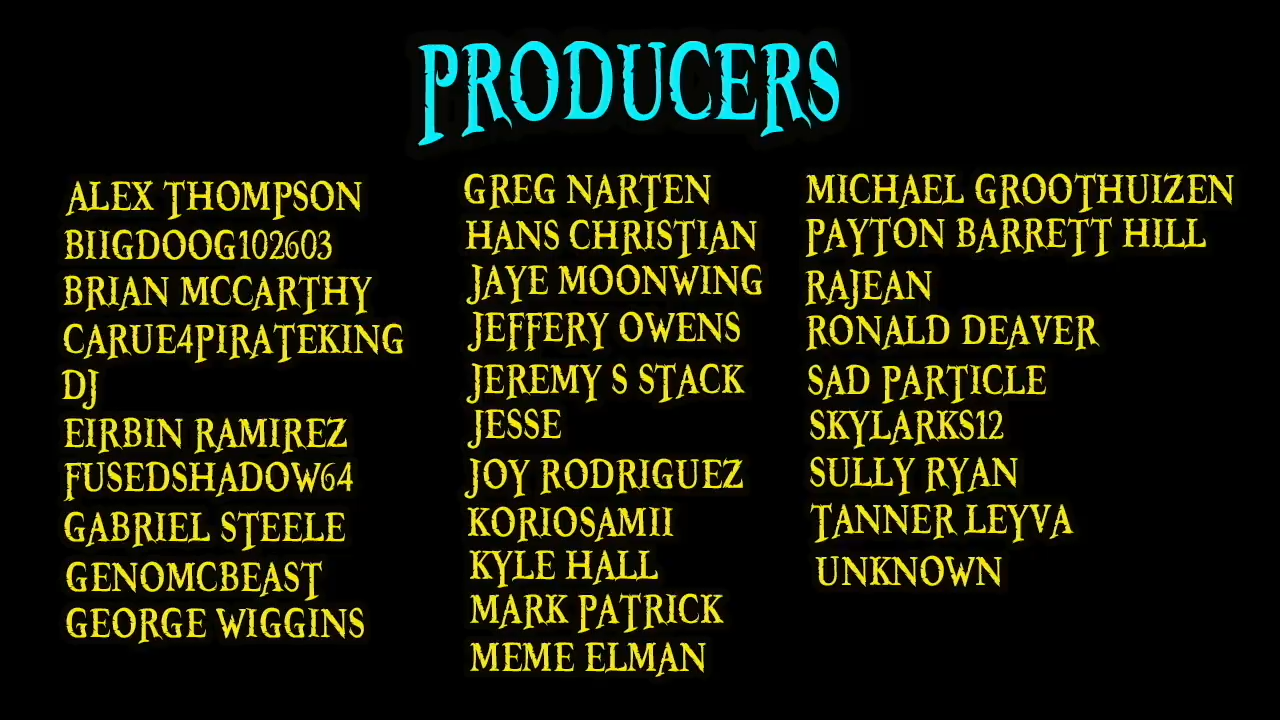 PRODUCERS
ALEX THOMPSON
BIIGDOOG102603
BRIAN MCCARTHY
CARUE4PIRATEKING
DJ
EIRBIN RAMIREZ
FUSEDSHADOW64
GABRIEL STEELE
GENOMCBEAST
GEORGE WIGGINS
GREG NARTEN
HANS CHRISTIAN
JAYE MOONWING
JEFFERY OWENS
JEREMY S STACK
JESSE
JOY RODRIGUEZ
KORIOSAMII
KYLE HALL
MARK PATRICK
MEME ELMAN
MICHAEL GROOTHUIZEN
PAYTON BARRETT HILL
RAJEAN
RONALD DEAVER
SAD PARTICLE
SKYLARKS12
SULLY RYAN
TANNER LEYVA
UNKNOWN